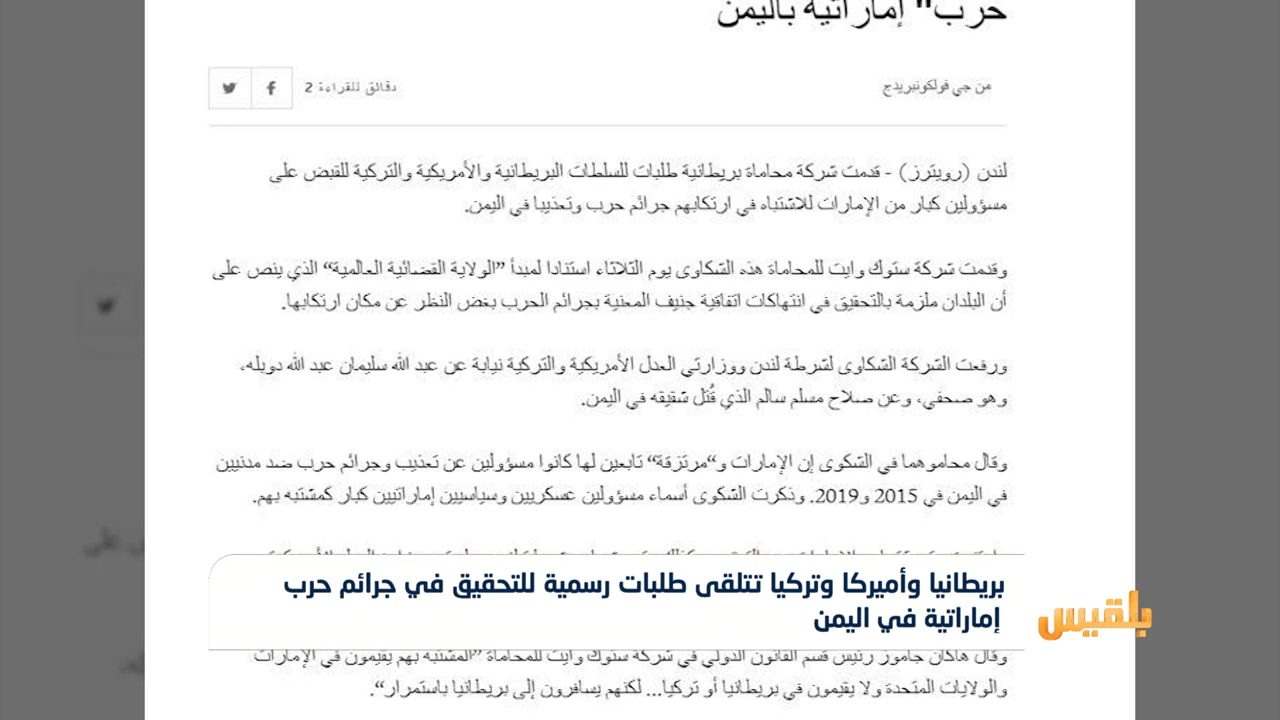 حرب" إماراتية باليمن
من جي فولكونبريدج
2 دقائق للقراءة
لندن (رويترز) - قدمت شركة محاماة بريطانية طلبات للسلطات البريطانية والأمريكية والتركية للقبض على
مسؤولين كبار من الإمارات للاشتباه في ارتكابهم جرائم حرب وتعذيبا في اليمن.
وقدمت شركة ستوك وايت للمحاماة هذه الشكاوى يوم الثلاثاء استنادا لمبدأ ”الولاية القضائية العالمية“ الذي ينص على
أن البلدان ملزمة بالتحقيق في انتهاكات اتفاقية جنيف المعنية بجرائم الحرب بغض النظر عن مكان ارتكابها.
ورفعت الشركة الشكاوى لشرطة لندن ووزارتي العدل الأمريكية والتركية نيابة عن عبد الله سليمان عبد الله دوبله،
وهو صحفي، وعن صلاح مسلم سالم الذي قُتل شقيقه في اليمن.
وقال محاموهما في الشكوى إن الإمارات و“مرتزقة“ تابعين لها كانوا مسؤولين عن تعذيب وجرائم حرب ضد مدنيين
في اليمن في 2015 و2019. وذكرت الشكوى أسماء مسؤولين عسكريين وسياسيين إماراتيين كبار كمشتبه بهم.
بريطانيا وأميركا وتركيا تتلقى طلبات رسمية للتحقيق في جرائم حرب
إماراتية في اليمن
بلقيس
وقال هاكان جاموز رئيس قسم القانون الدولي في شركة ستوك وايت للمحاماة ”المشتبه بهم يقيمون في الإمارات
والولايات المتحدة ولا يقيمون في بريطانيا أو تركيا... لكنهم يسافرون إلى بريطانيا باستمرار“.